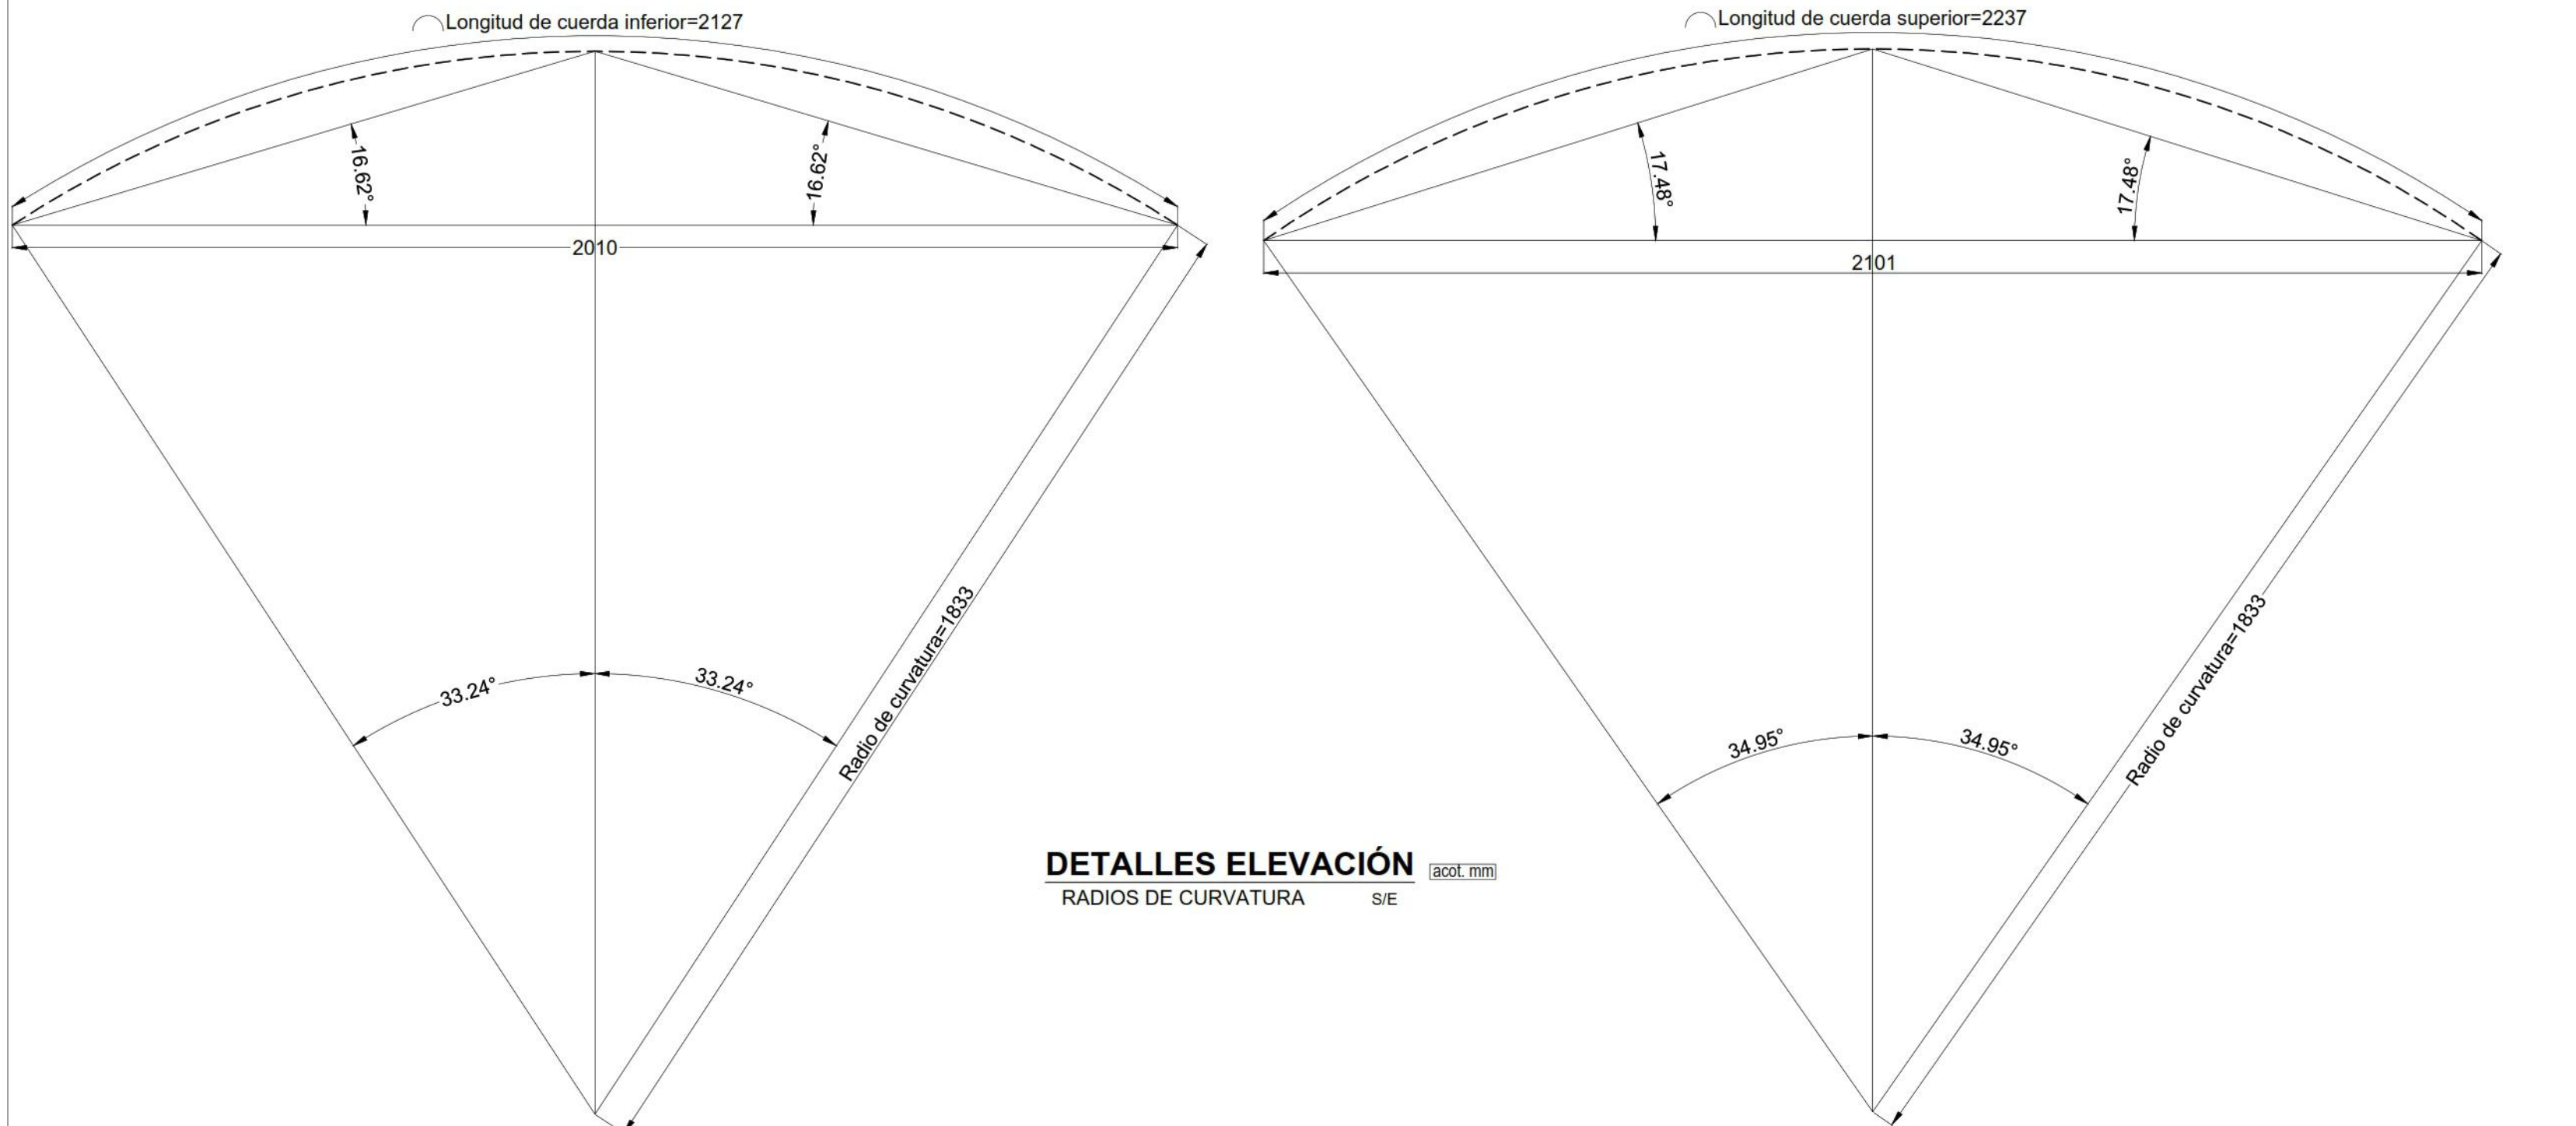 Longitud de cuerda inferior=2127
16.62°
16.62°
2010
33.24°
33.24°
Radio de curvatura=1833
Longitud de cuerda superior=2237
17.48°
17.48°
2101
34.95°
34.95°
Radio de curvatura=1833
DETALLES ELEVACIÓN
acot. mm
RADIOS DE CURVATURA
S/E